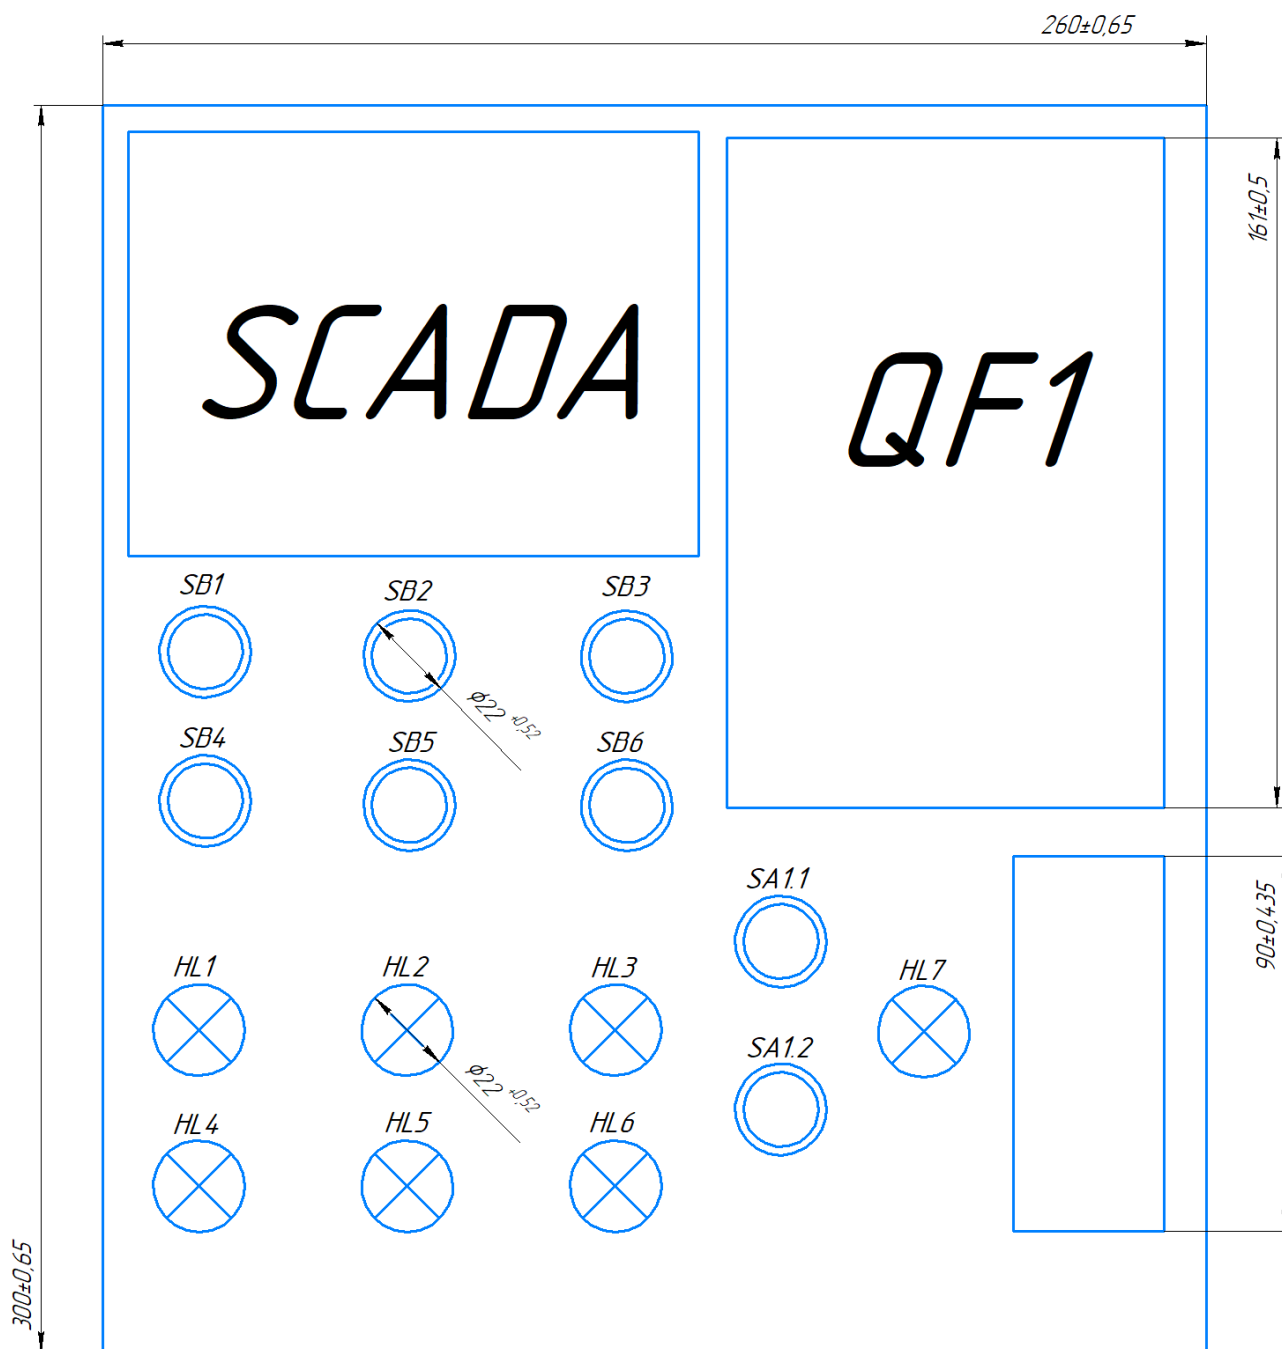 260±0,65
161±0,5
SCADA
QF1
SB1 SB2 SB3
⌀22 +0,52
SB4 SB5 SB6
SA1.1
90±0,435
HL1 HL2 HL3 HL7
SA1.2
⌀22 +0,52
HL4 HL5 HL6
300±0,65